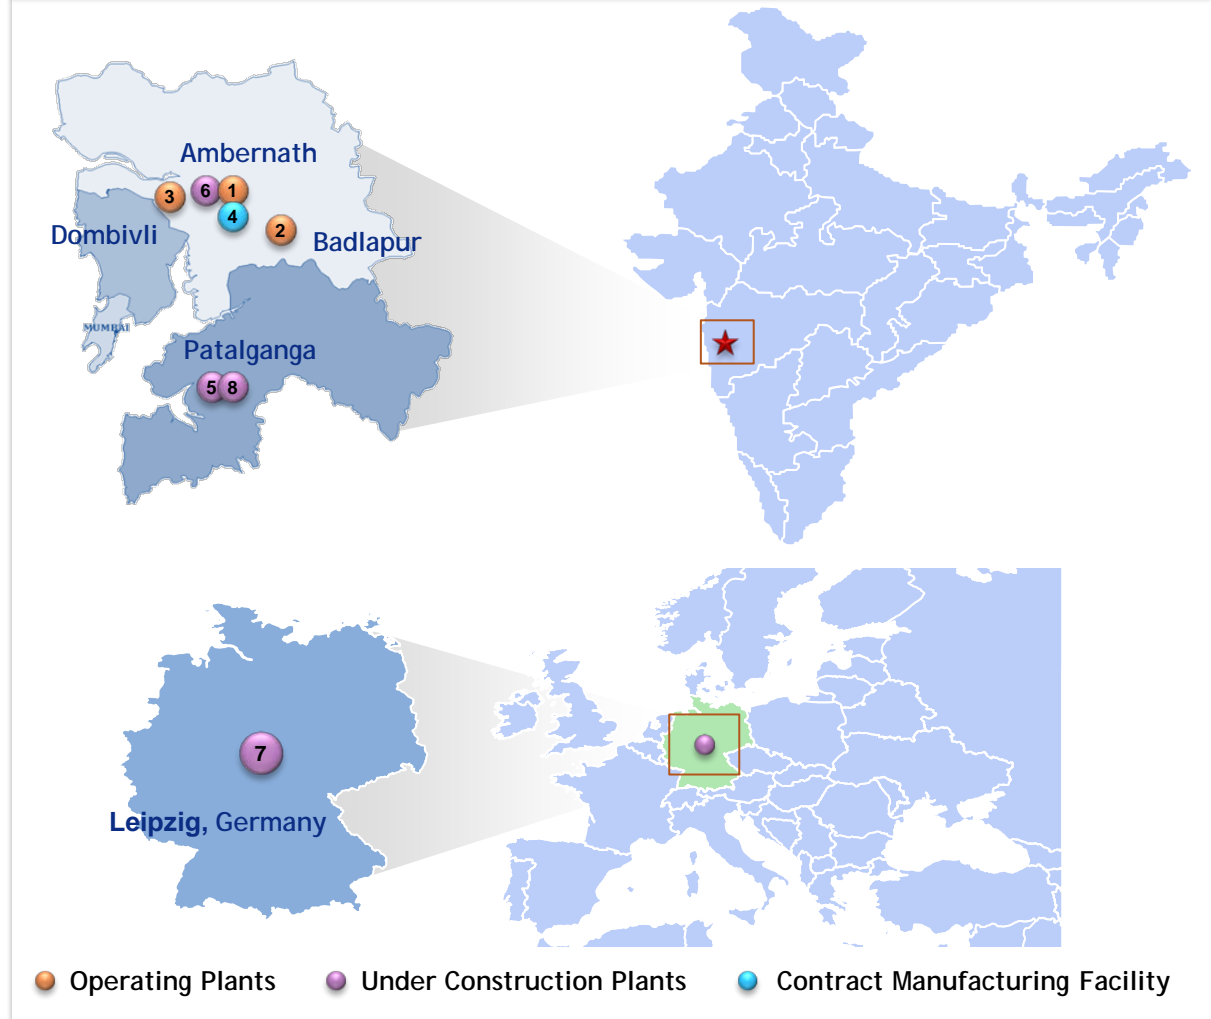 Ambernath
3 6 1
4
2
Dombivli
Badlapur
MUMBAI
Patalganga
5 8
7
Leipzig, Germany
Operating Plants
Under Construction Plants
Contract Manufacturing Facility